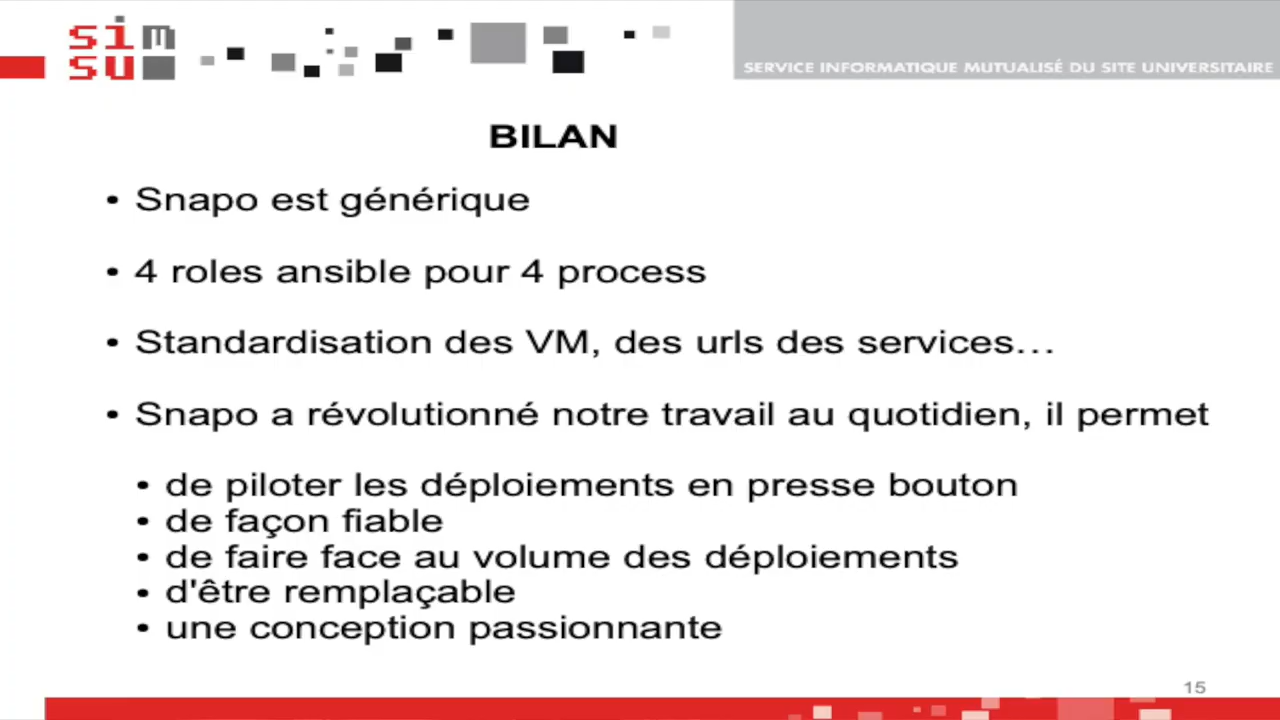 sim
su
SERVICE INFORMATIQUE MUTUALISÉ DU SITE UNIVERSITAIRE
BILAN
• Snapo est générique
• 4 roles ansible pour 4 process
• Standardisation des VM, des urls des services...
• Snapo a révolutionné notre travail au quotidien, il permet
• de piloter les déploiements en presse bouton
• de façon fiable
• de faire face au volume des déploiements
• d'être remplaçable
• une conception passionnante
15